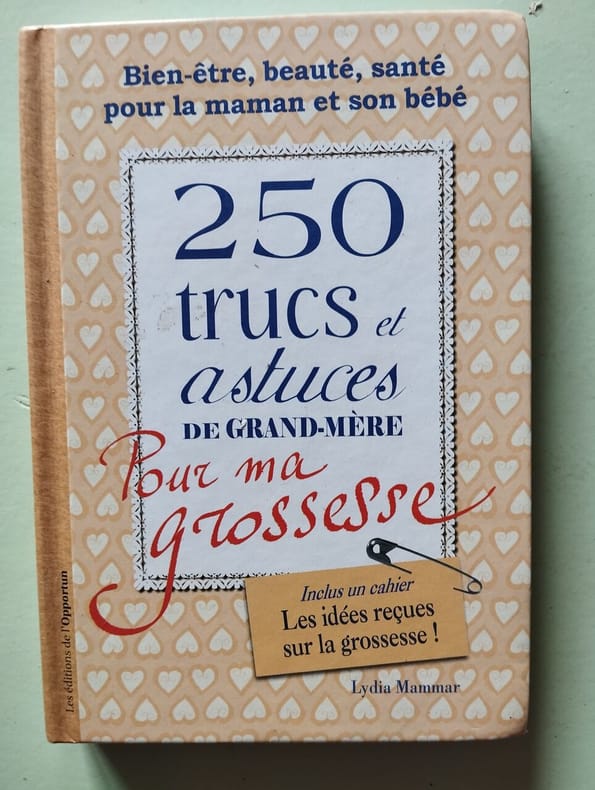 Bien-être, beauté, santé
pour la maman et son bébé
250
trucs et
astuces
DE GRAND-MÈRE
Pour ma
grossesse
Inclus un cahier
Les idées reçues
sur la grossesse !
Lydia Mammar
Les éditions de l'Opportun